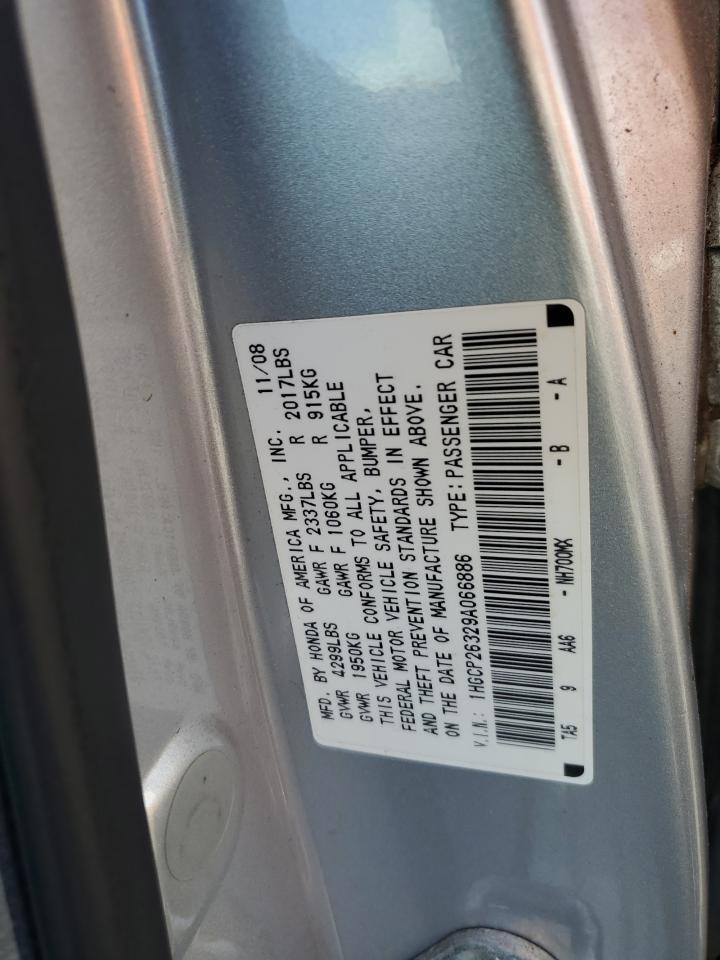 MFD. BY HONDA OF AMERICA MFG., INC. 11/08
GVWR 4299LBS GAWR F 2337LBS R 2017LBS
GVWR 1950KG GAWR F 1060KG R 915KG
THIS VEHICLE CONFORMS TO ALL APPLICABLE
FEDERAL MOTOR VEHICLE SAFETY, BUMPER,
AND THEFT PREVENTION STANDARDS IN EFFECT
ON THE DATE OF MANUFACTURE SHOWN ABOVE.
V.I.N.: 1HGCP26329A066886 TYPE: PASSENGER CAR
TA5 9 AA6 - NH700MX - B - A